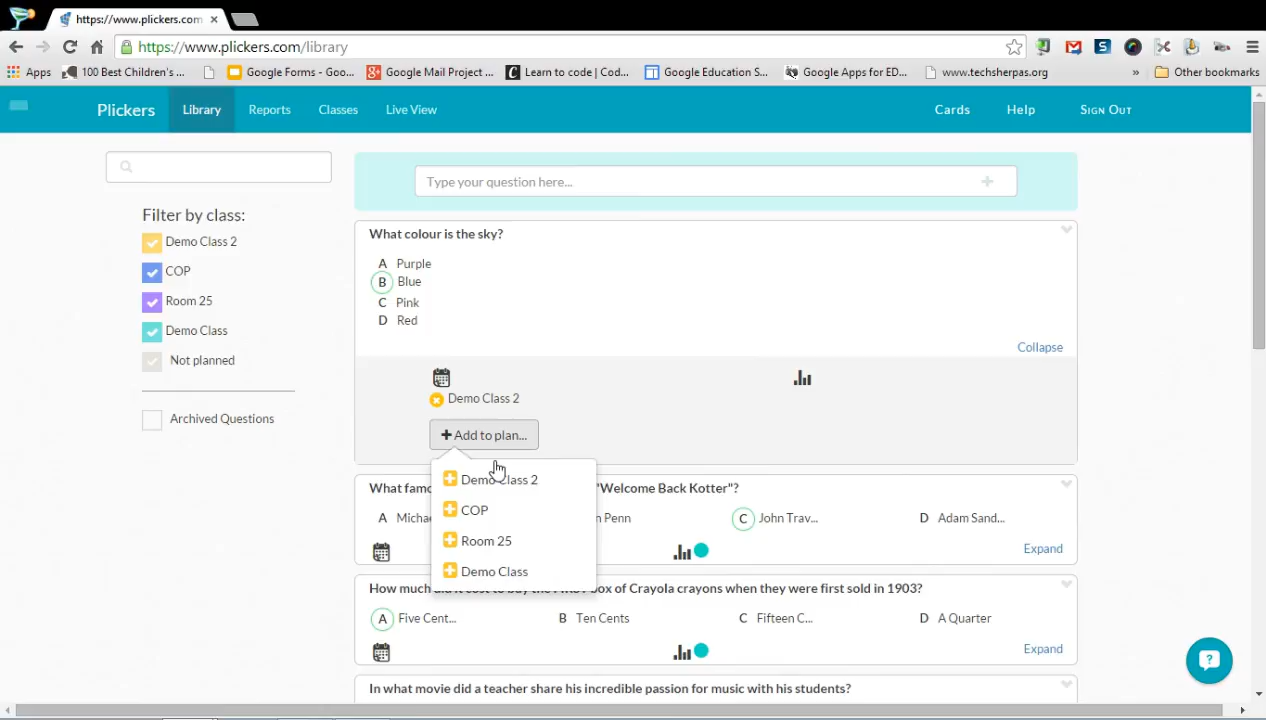 https://www.plickers.com
https://www.plickers.com/library
Apps 100 Best Children's ... Google Forms - Goo... Google Mail Project ... Learn to code | Cod... Google Education S... Google Apps for ED... www.techsherpas.org » Other bookmarks
Plickers Library Reports Classes Live View Cards Help Sign Out
Type your question here...
Filter by class:
Demo Class 2
COP
Room 25
Demo Class
Not planned
Archived Questions
What colour is the sky?
A Purple
B Blue
C Pink
D Red
Collapse
Demo Class 2
+ Add to plan...
Demo Class 2
COP
Room 25
Demo Class
What "Welcome Back Kotter"?
A Penn C John Trav... D Adam Sand...
Expand
How much did it cost to buy the box of Crayola crayons when they were first sold in 1903?
A Five Cent... B Ten Cents C Fifteen C... D A Quarter
Expand
In what movie did a teacher share his incredible passion for music with his students?